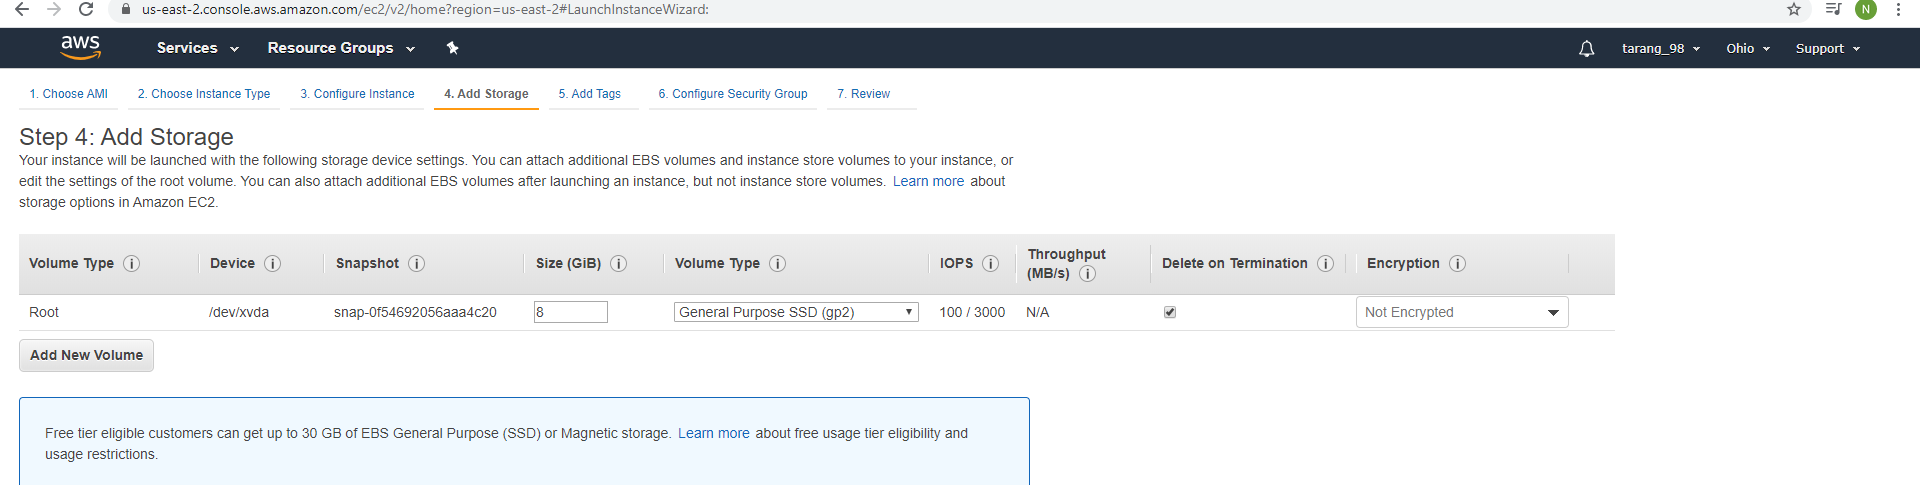 us-east-2.console.aws.amazon.com/ec2/v2/home?region=us-east-2#LaunchInstanceWizard:
N
aws Services Resource Groups tarang_98 Ohio Support
1. Choose AMI 2. Choose Instance Type 3. Configure Instance 4. Add Storage 5. Add Tags 6. Configure Security Group 7. Review
Step 4: Add Storage
Your instance will be launched with the following storage device settings. You can attach additional EBS volumes and instance store volumes to your instance, or
edit the settings of the root volume. You can also attach additional EBS volumes after launching an instance, but not instance store volumes. Learn more about
storage options in Amazon EC2.
Volume Type i Device i Snapshot i Size (GiB) i Volume Type i IOPS i Throughput (MB/s) i Delete on Termination i Encryption i
Root /dev/xvda snap-0f54692056aaa4c20 8 General Purpose SSD (gp2) 100 / 3000 N/A Not Encrypted
Add New Volume
Free tier eligible customers can get up to 30 GB of EBS General Purpose (SSD) or Magnetic storage. Learn more about free usage tier eligibility and
usage restrictions.